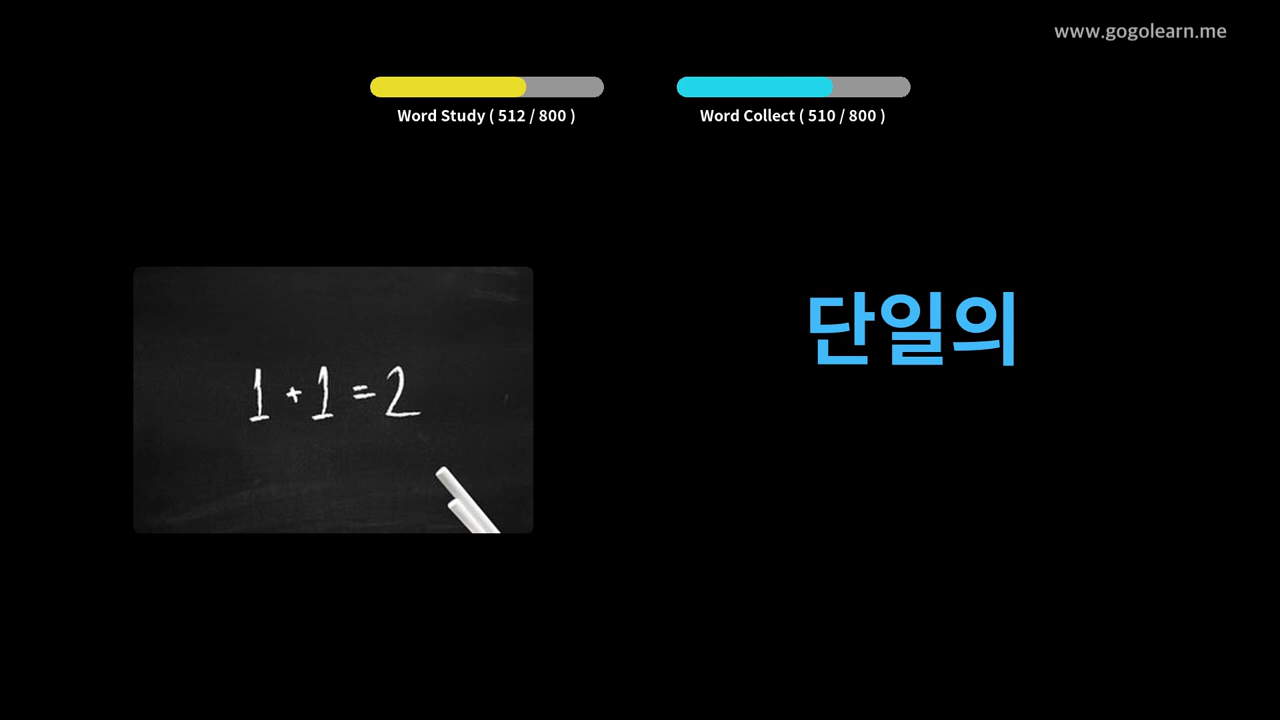 www.gogolearn.me
Word Study ( 512 / 800 )
Word Collect ( 510 / 800 )
1 + 1 = 2
단일의